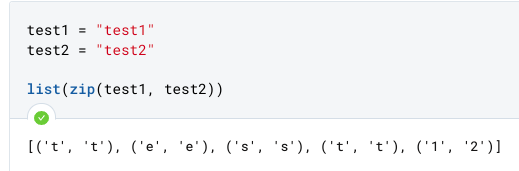 test1 = "test1"
test2 = "test2"
list(zip(test1, test2))
[('t', 't'), ('e', 'e'), ('s', 's'), ('t', 't'), ('1', '2')]